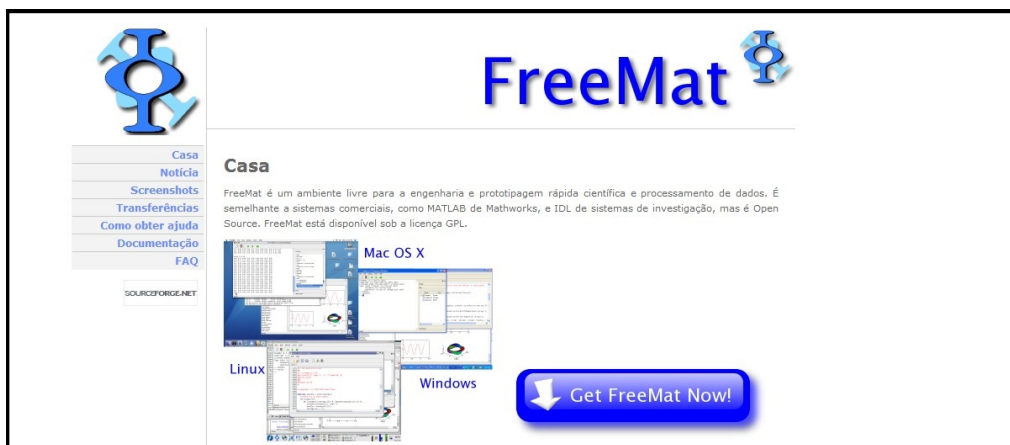 FreeMat
Casa
Notícia
Screenshots
Transferências
Como obter ajuda
Documentação
FAQ
SOURCEFORGE.NET
Casa
FreeMat é um ambiente livre para a engenharia e prototipagem rápida científica e processamento de dados. É
semelhante a sistemas comerciais, como MATLAB de Mathworks, e IDL de sistemas de investigação, mas é Open
Source. FreeMat está disponível sob a licença GPL.
Mac OS X
Linux
Windows
Get FreeMat Now!